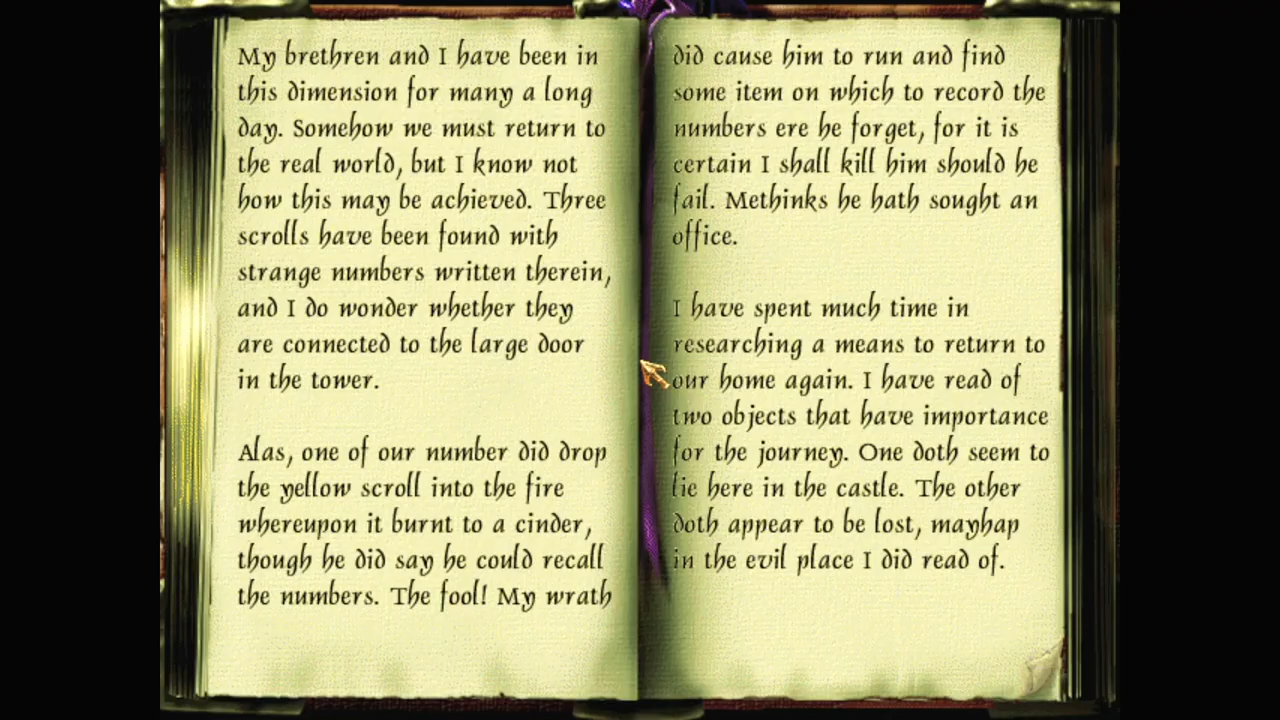 My brethren and I have been in
this dimension for many a long
day. Somehow we must return to
the real world, but I know not
how this may be achieved. Three
scrolls have been found with
strange numbers written therein,
and I do wonder whether they
are connected to the large door
in the tower.
Alas, one of our number did drop
the yellow scroll into the fire
whereupon it burnt to a cinder,
though he did say he could recall
the numbers. The fool! My wrath
did cause him to run and find
some item on which to record the
numbers ere he forget, for it is
certain I shall kill him should he
fail. Methinks he hath sought an
office.
I have spent much time in
researching a means to return to
our home again. I have read of
two objects that have importance
for the journey. One doth seem to
lie here in the castle. The other
doth appear to be lost, mayhap
in the evil place I did read of.